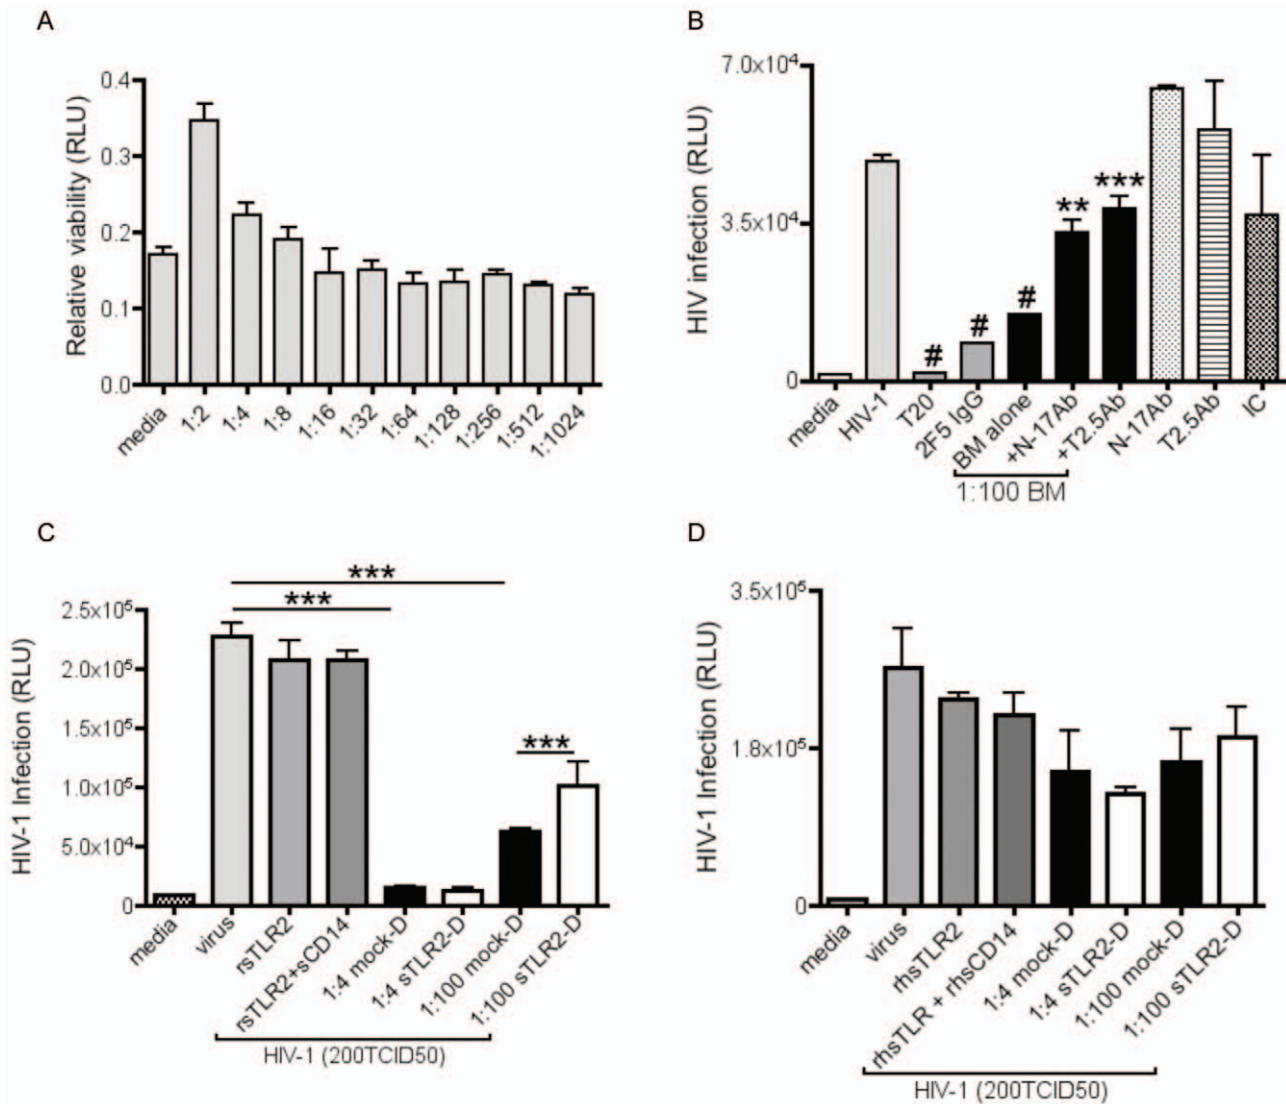 A
Relative viability (RLU)
0.4
0.3
0.2
0.1
0.0
media
1:2
1:4
1:8
1:16
1:32
1:64
1:128
1:256
1:512
1:1024
B
HIV infection (RLU)
7.0x10⁴
3.5x10⁴
0
#
#
#
**
***
media
HIV-1
T20
2F5 IgG
BM alone
+N-17Ab
+T2.5Ab
N-17Ab
T2.5Ab
IC
1:100 BM
C
HIV-1 Infection (RLU)
2.5x10⁵
2.0x10⁵
1.5x10⁵
1.0x10⁵
5.0x10⁴
0
***
***
***
media
virus
rsTLR2
rsTLR2+sCD14
1:4 mock-D
1:4 sTLR2-D
1:100 mock-D
1:100 sTLR2-D
HIV-1 (200TCID50)
D
HIV-1 Infection (RLU)
3.5x10⁵
1.8x10⁵
0
media
virus
rhsTLR2
rhsTLR + rhsCD14
1:4 mock-D
1:4 sTLR2-D
1:100 mock-D
1:100 sTLR2-D
HIV-1 (200TCID50)